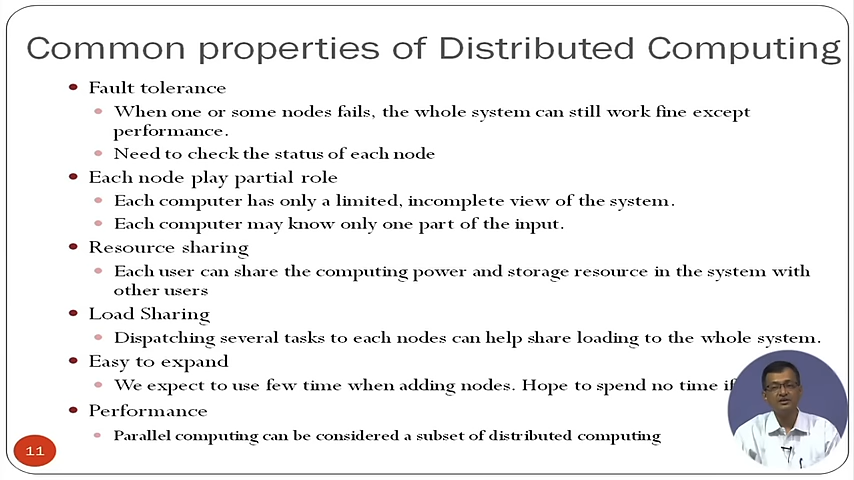 Common properties of Distributed Computing
Fault tolerance
When one or some nodes fails, the whole system can still work fine except
performance.
Need to check the status of each node
Each node play partial role
Each computer has only a limited, incomplete view of the system.
Each computer may know only one part of the input.
Resource sharing
Each user can share the computing power and storage resource in the system with
other users
Load Sharing
Dispatching several tasks to each nodes can help share loading to the whole system.
Easy to expand
We expect to use few time when adding nodes. Hope to spend no time if
Performance
Parallel computing can be considered a subset of distributed computing
11